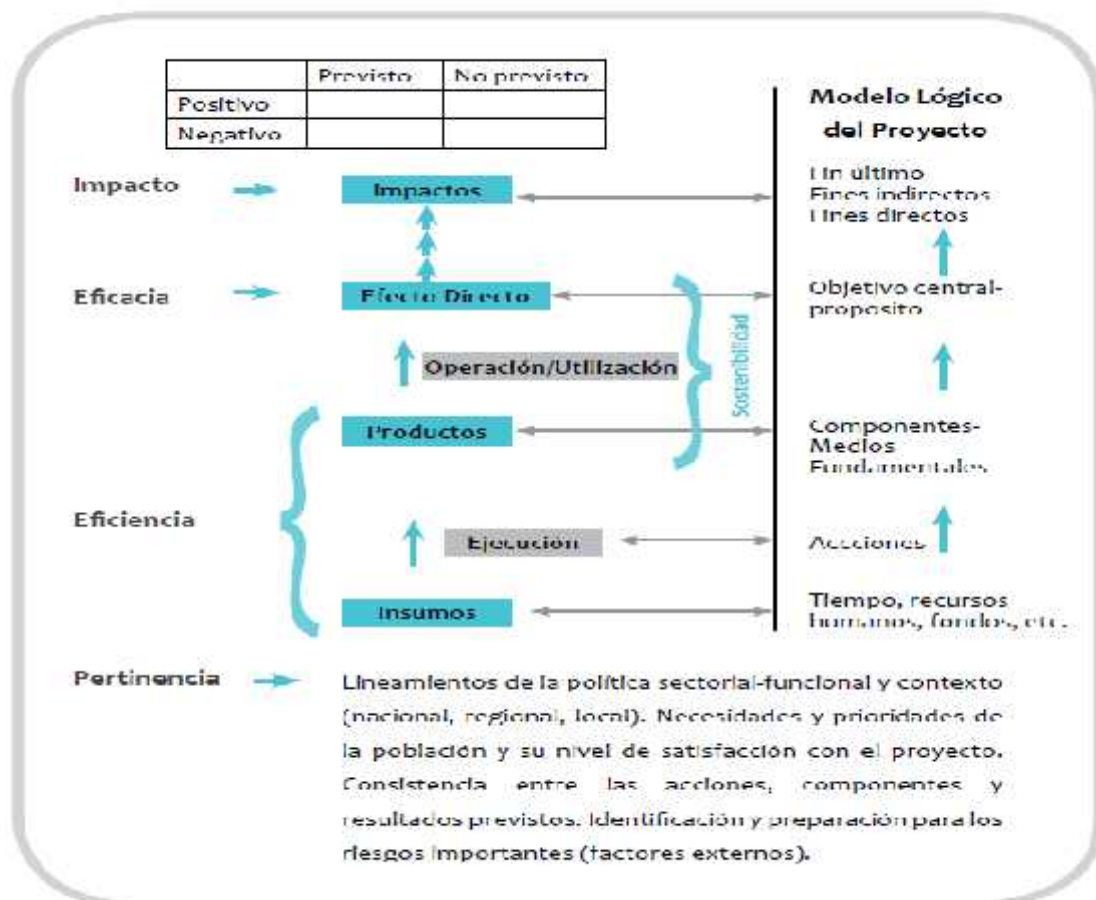 Previsto No previsto
Positivo
Negativo
Modelo Lógico
del Proyecto
Impacto
Impactos
Fin último
Fines indirectos
Fines directos
Eficacia
Efecto Directo
Objetivo central-
proposito
Operación/Utilización
Sostenibilidad
Productos
Componentes-
Medios
Fundamentales
Eficiencia
Ejecución
Accciones
Insumos
Tiempo, recursos
humanos, fondos, etc.
Pertinencia
Lineamientos de la política sectorial-funcional y contexto
(nacional, regional, local). Necesidades y prioridades de
la población y su nivel de satisfacción con el proyecto.
Consistencia entre las acciones, componentes y
resultados previstos. Identificación y preparación para los
riesgos importantes (factores externos).